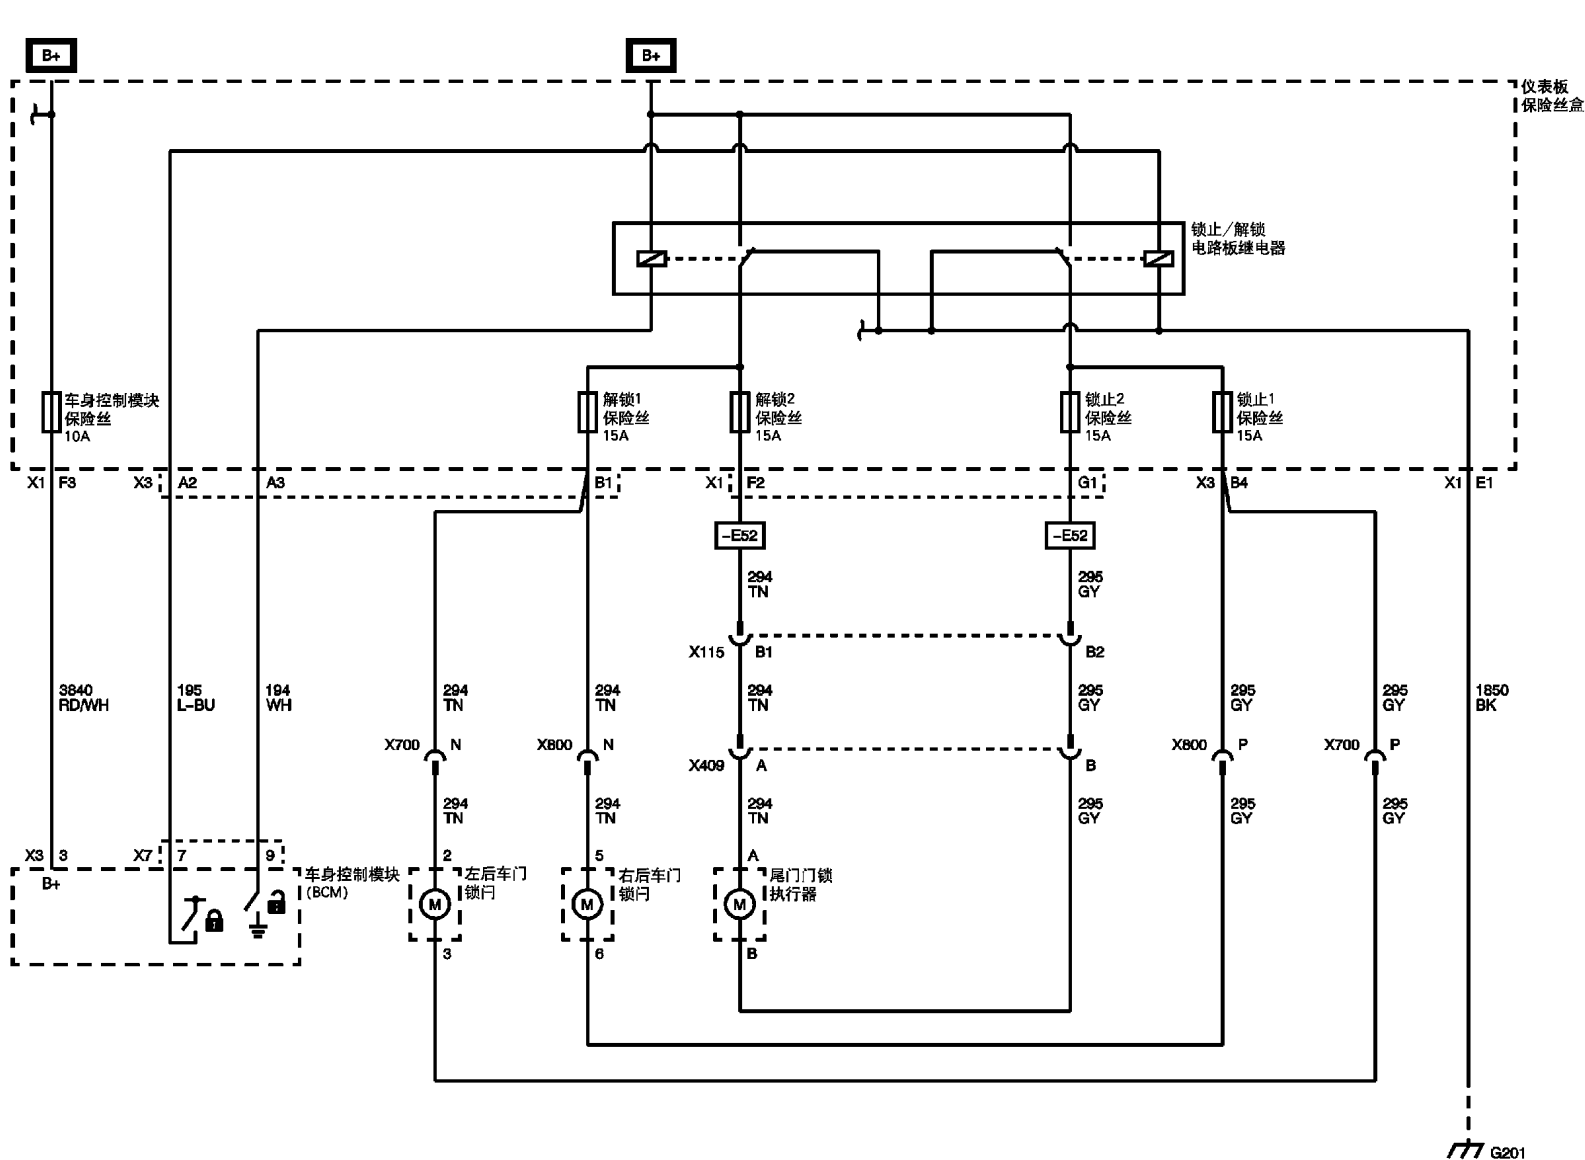 B+
B+
仪表板
保险丝盒
锁止/解锁
电路板继电器
车身控制模块
保险丝
10A
解锁1
保险丝
15A
解锁2
保险丝
15A
锁止2
保险丝
15A
锁止1
保险丝
15A
X1 F3
X3 A2
A3
B1
X1 F2
G1
X3 B4
X1 E1
-E52
-E52
294
TN
295
GY
X115 B1
B2
3840
RD/WH
195
L-BU
194
WH
294
TN
294
TN
294
TN
295
GY
295
GY
295
GY
1850
BK
X700 N
X800 N
X409 A
B
X800 P
X700 P
294
TN
294
TN
294
TN
295
GY
295
GY
295
GY
X3 3
X7 7
9
2
5
A
B+
车身控制模块
(BCM)
M
左后车门
锁闩
M
右后车门
锁闩
M
尾门门锁
执行器
3
6
B
G201